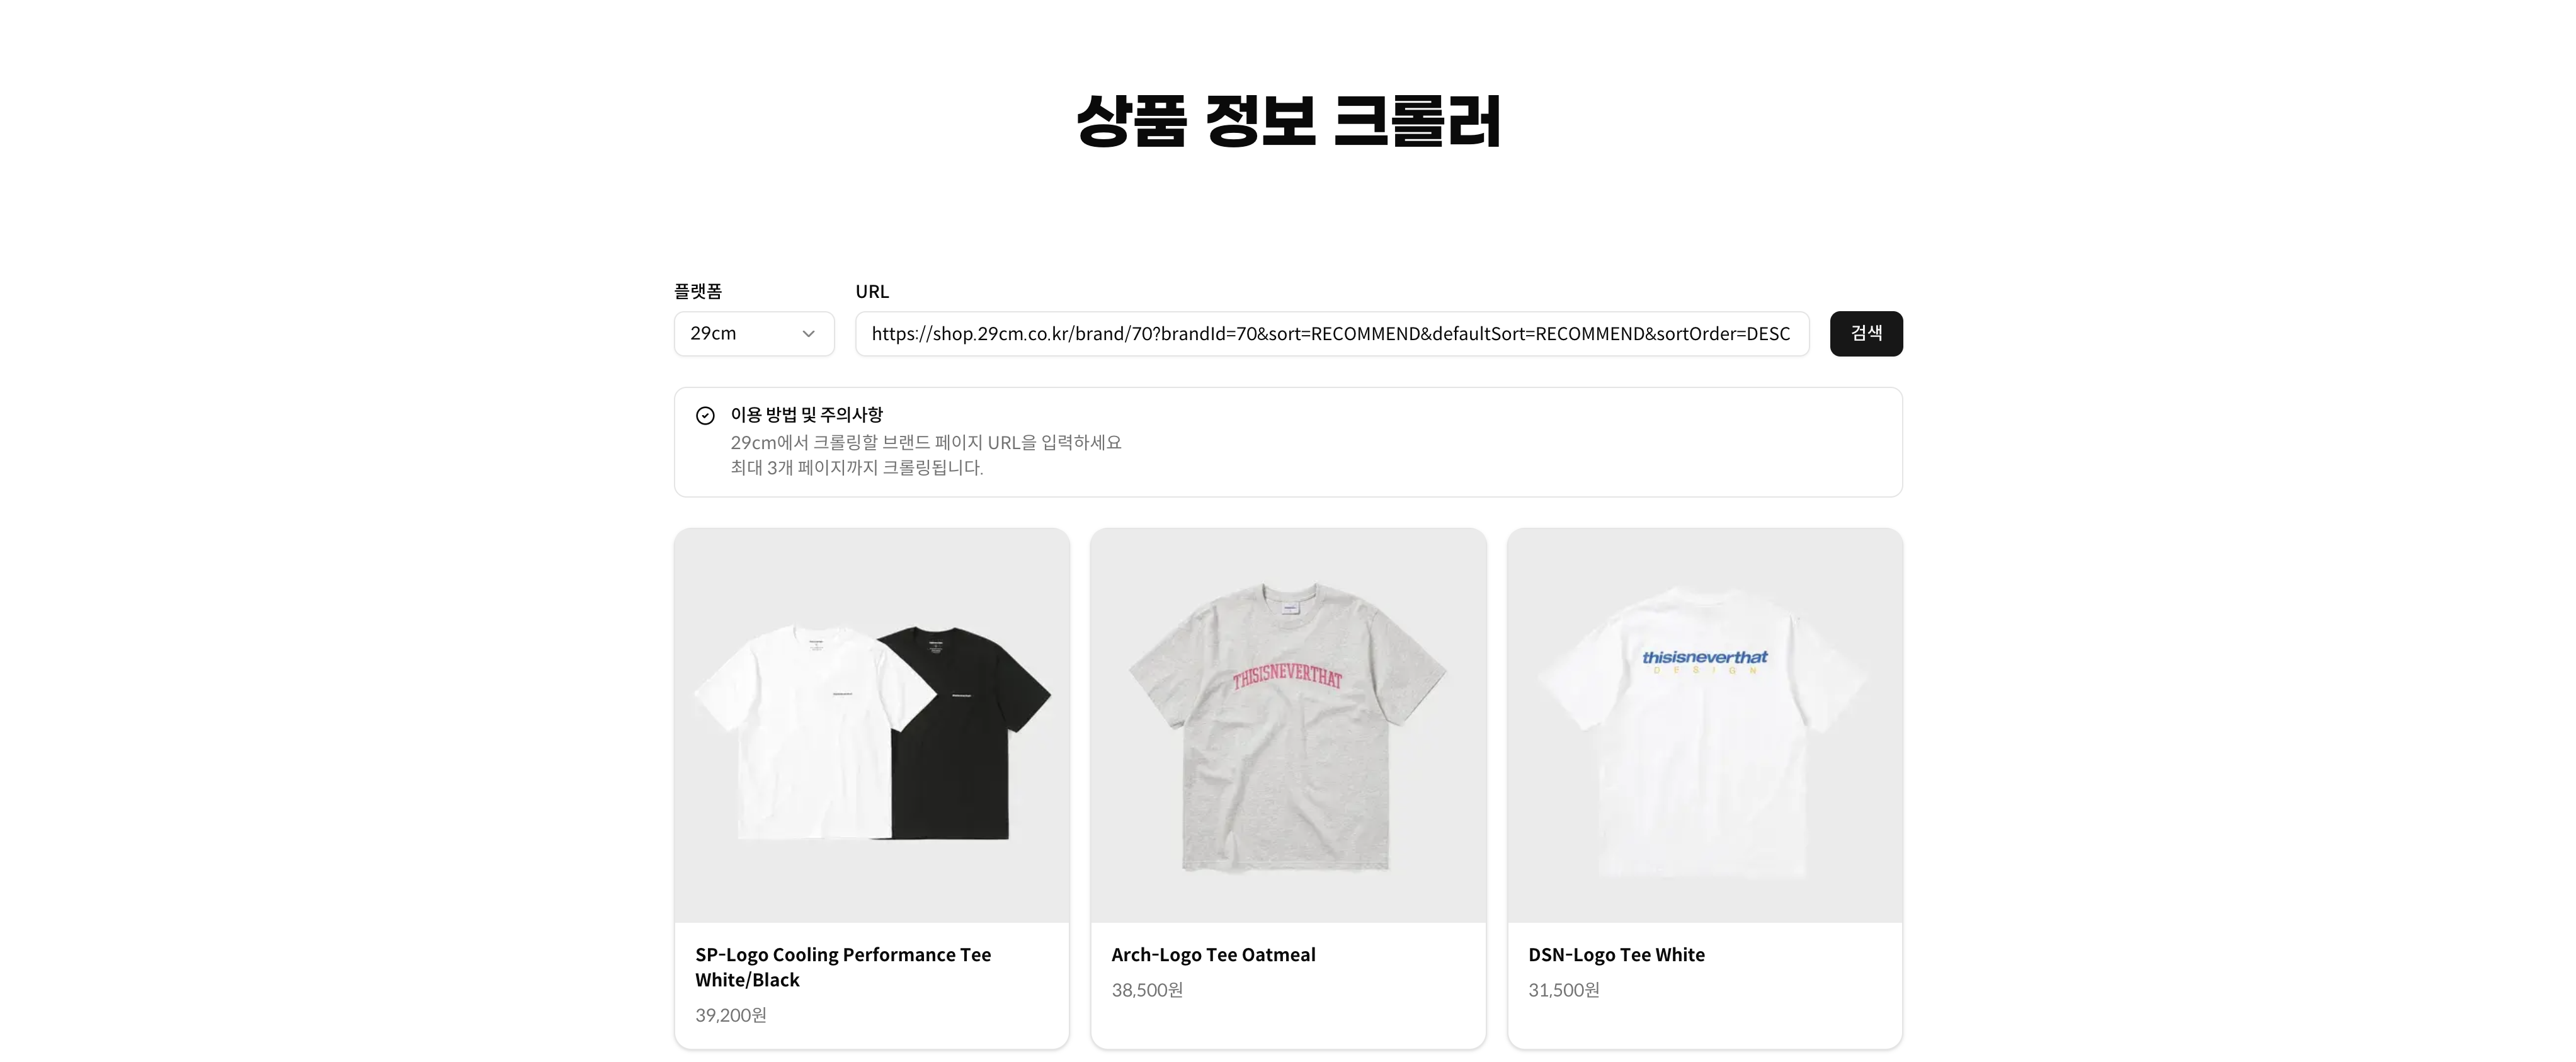 상품 정보 크롤러
플랫폼
URL
29cm
https://shop.29cm.co.kr/brand/70?brandId=70&sort=RECOMMEND&defaultSort=RECOMMEND&sortOrder=DESC
검색
이용 방법 및 주의사항
29cm에서 크롤링할 브랜드 페이지 URL을 입력하세요
최대 3개 페이지까지 크롤링됩니다.
THISISNEVERTHAT
thisisneverthat
DESIGN
SP-Logo Cooling Performance Tee
White/Black
39,200원
Arch-Logo Tee Oatmeal
38,500원
DSN-Logo Tee White
31,500원